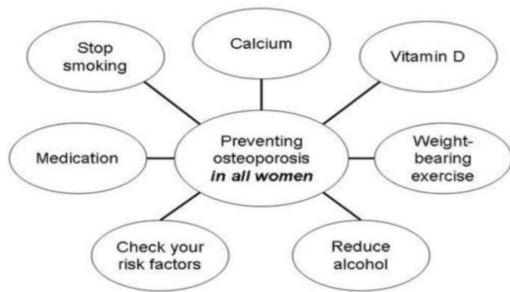 Stop
smoking
Calcium
Vitamin D
Medication
Preventing
osteoporosis
in all women
Weight-
bearing
exercise
Check your
risk factors
Reduce
alcohol